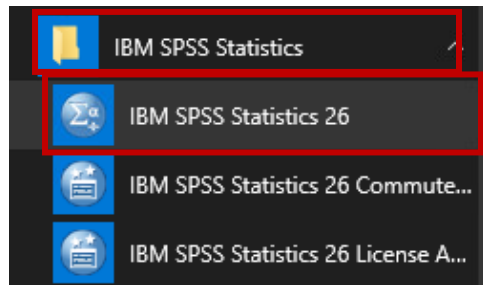 IBM SPSS Statistics
IBM SPSS Statistics 26
IBM SPSS Statistics 26 Commute...
IBM SPSS Statistics 26 License A...